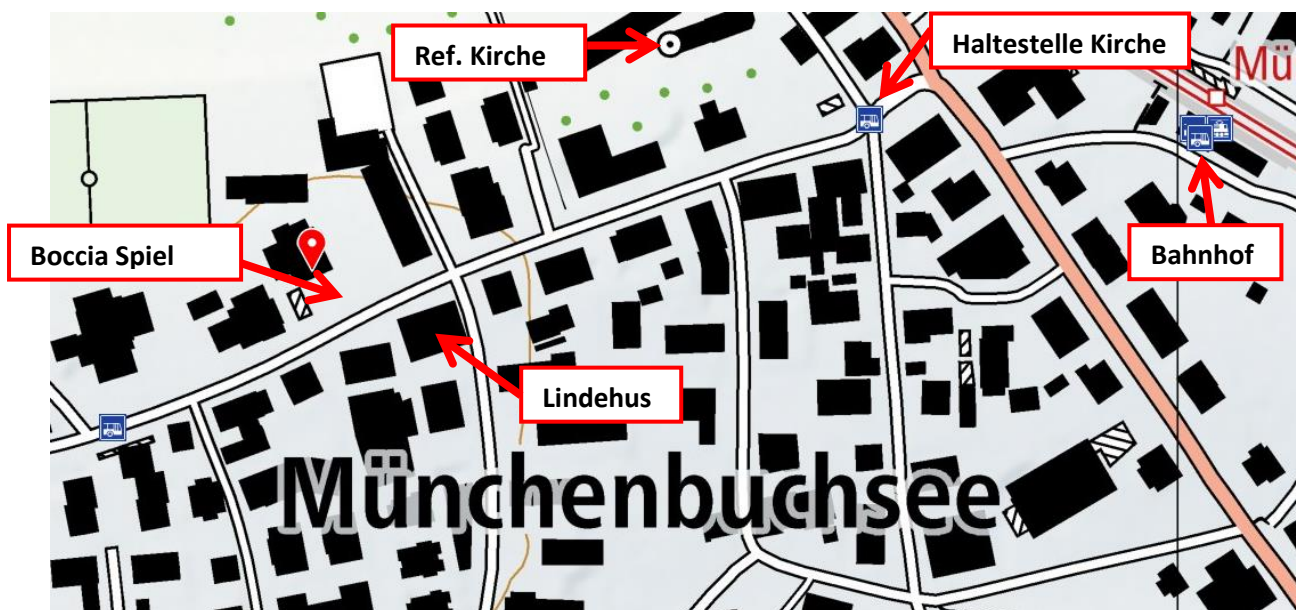 Ref. Kirche
Haltestelle Kirche
Mü
Boccia Spiel
Bahnhof
Lindehus
Münchenbuchsee